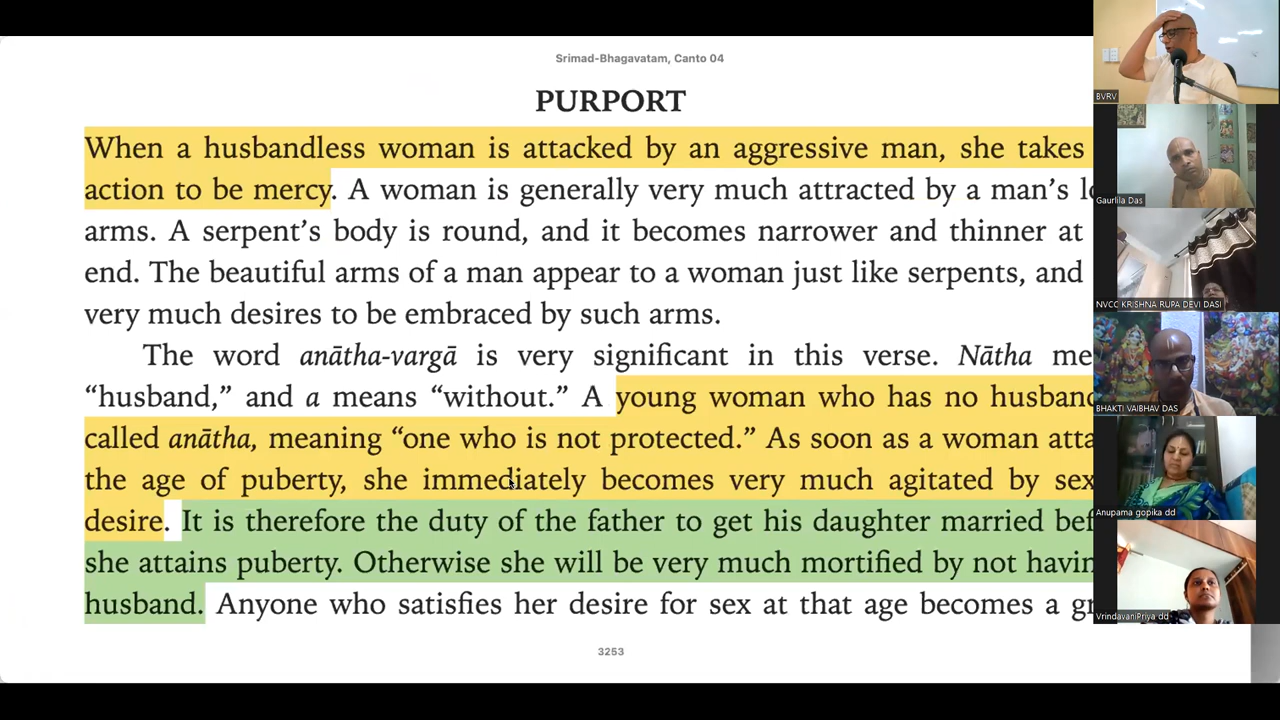 Srimad-Bhagavatam, Canto 04
PURPORT
When a husbandless woman is attacked by an aggressive man, she takes
action to be mercy. A woman is generally very much attracted by a man's
arms. A serpent's body is round, and it becomes narrower and thinner at
end. The beautiful arms of a man appear to a woman just like serpents, and
very much desires to be embraced by such arms.
The word anātha-vargā is very significant in this verse. Nātha
"husband," and a means "without." A young woman who has no
called anātha, meaning "one who is not protected." As soon as a woman
the age of puberty, she immediately becomes very much agitated by
desire. It is therefore the duty of the father to get his daughter married
she attains puberty. Otherwise she will be very much mortified by not
husband. Anyone who satisfies her desire for sex at that age becomes a
3253
BVRV
Gaurlila Das
NVCC KRISHNA RUPA DEVI DASI
BHAKTI VAIBHAV DAS
Anupama gopika dd
VrindavaniPriya dd